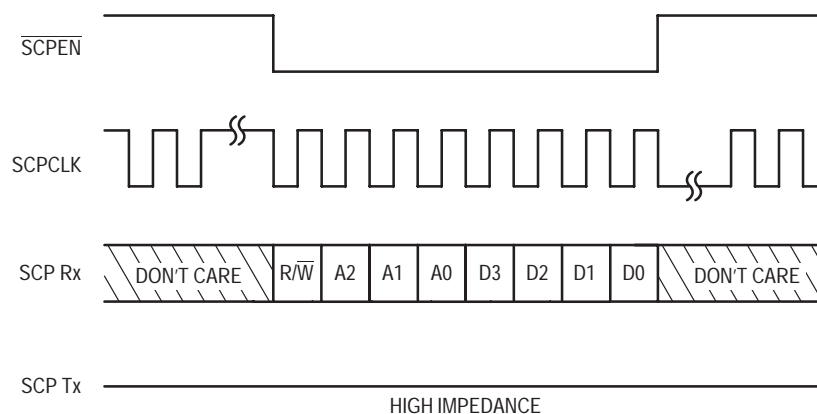 SCPEN
SCPCLK
SCP Rx
DON'T CARE
R/W
A2
A1
A0
D3
D2
D1
D0
DON'T CARE
SCP Tx
HIGH IMPEDANCE